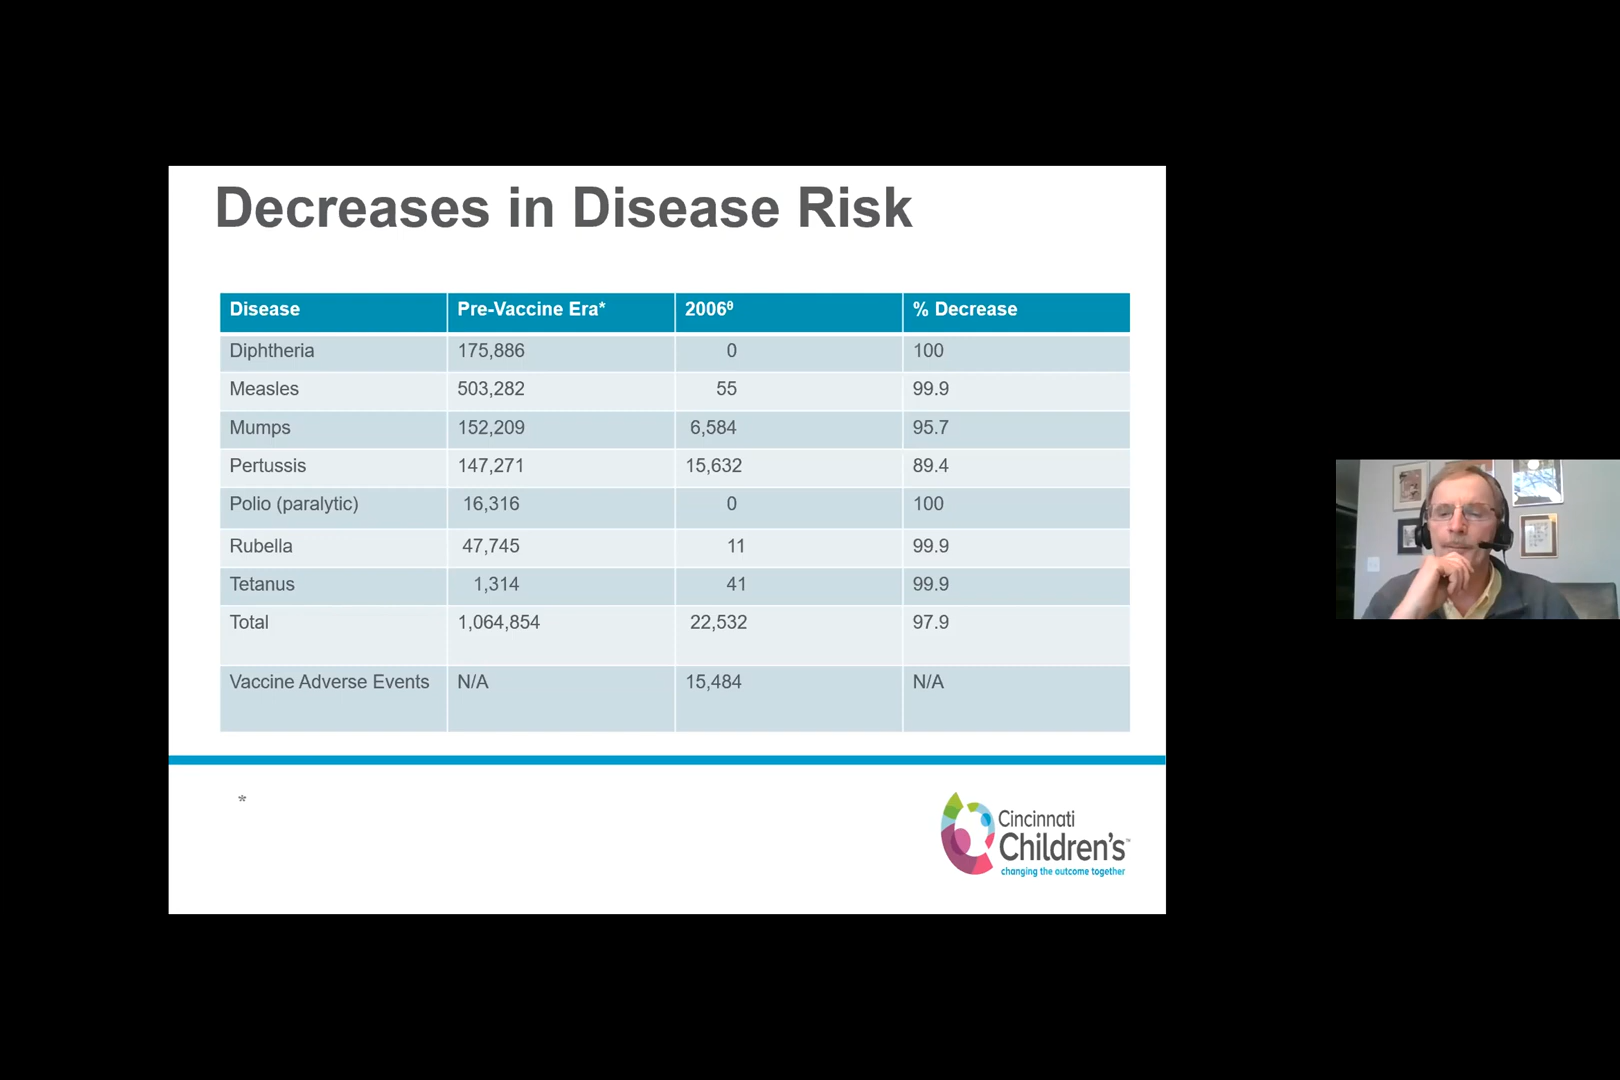 Decreases in Disease Risk
Disease Pre-Vaccine Era* 2006θ % Decrease
Diphtheria 175,886 0 100
Measles 503,282 55 99.9
Mumps 152,209 6,584 95.7
Pertussis 147,271 15,632 89.4
Polio (paralytic) 16,316 0 100
Rubella 47,745 11 99.9
Tetanus 1,314 41 99.9
Total 1,064,854 22,532 97.9
Vaccine Adverse Events N/A 15,484 N/A
*
Cincinnati
Children's™
changing the outcome together